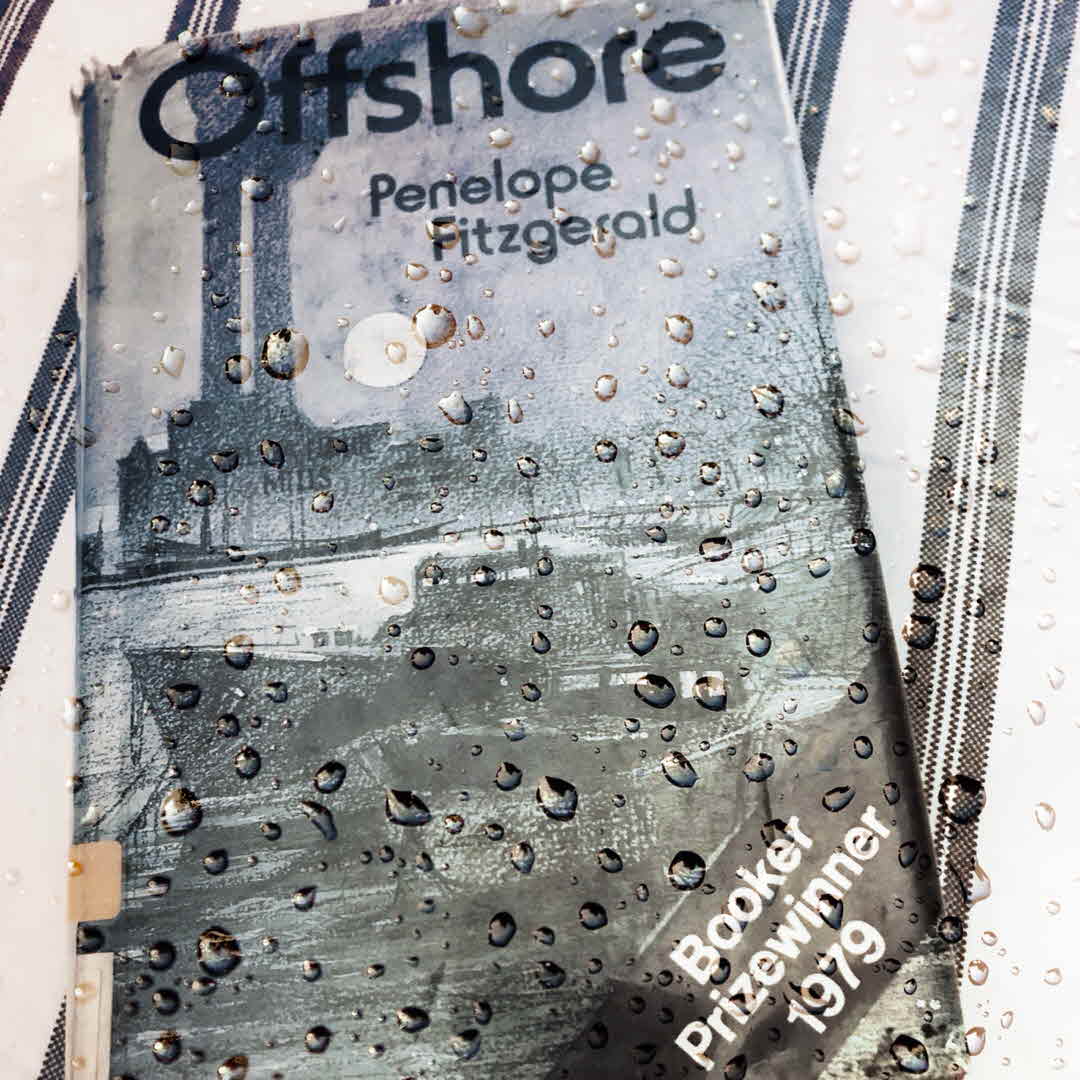 Offshore
Penelope
Fitzgerald
Booker
Prizewinner
1979